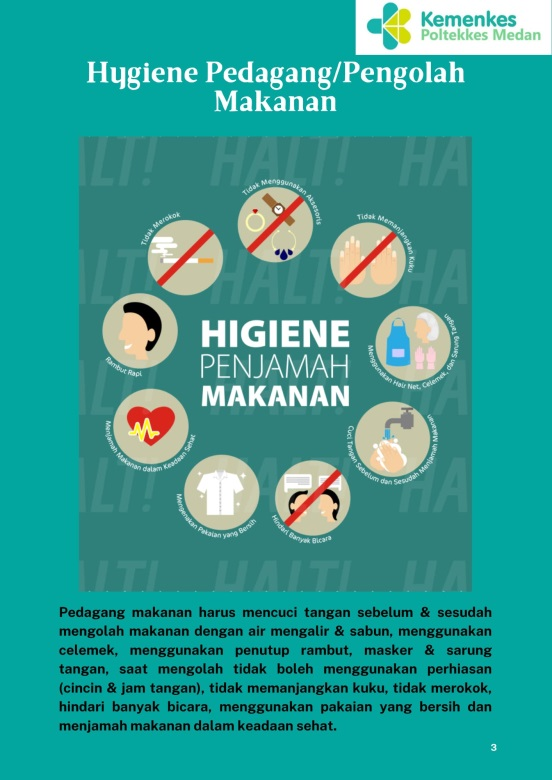 Kemenkes
Poltekkes Medan
Hygiene Pedagang/Pengolah
Makanan
HALT! HALT! HALT!
Tidak Menggunakan Aksesoris
Tidak Merokok
Tidak Memanjangkan Kuku
Rambut Rapi
HIGIENE
PENJAMAH
MAKANAN
Menggunakan Hair Net, Celemek, dan Sarung Tangan
Menjamah Makanan dalam Keadaan Sehat
Cuci Tangan Sebelum dan Sesudah Menjamah Makanan
Mengenakan Pakaian yang Bersih
Hindari Banyak Bicara
Pedagang makanan harus mencuci tangan sebelum & sesudah
mengolah makanan dengan air mengalir & sabun, menggunakan
celemek, menggunakan penutup rambut, masker & sarung
tangan, saat mengolah tidak boleh menggunakan perhiasan
(cincin & jam tangan), tidak memanjangkan kuku, tidak merokok,
hindari banyak bicara, menggunakan pakaian yang bersih dan
menjamah makanan dalam keadaan sehat.
3